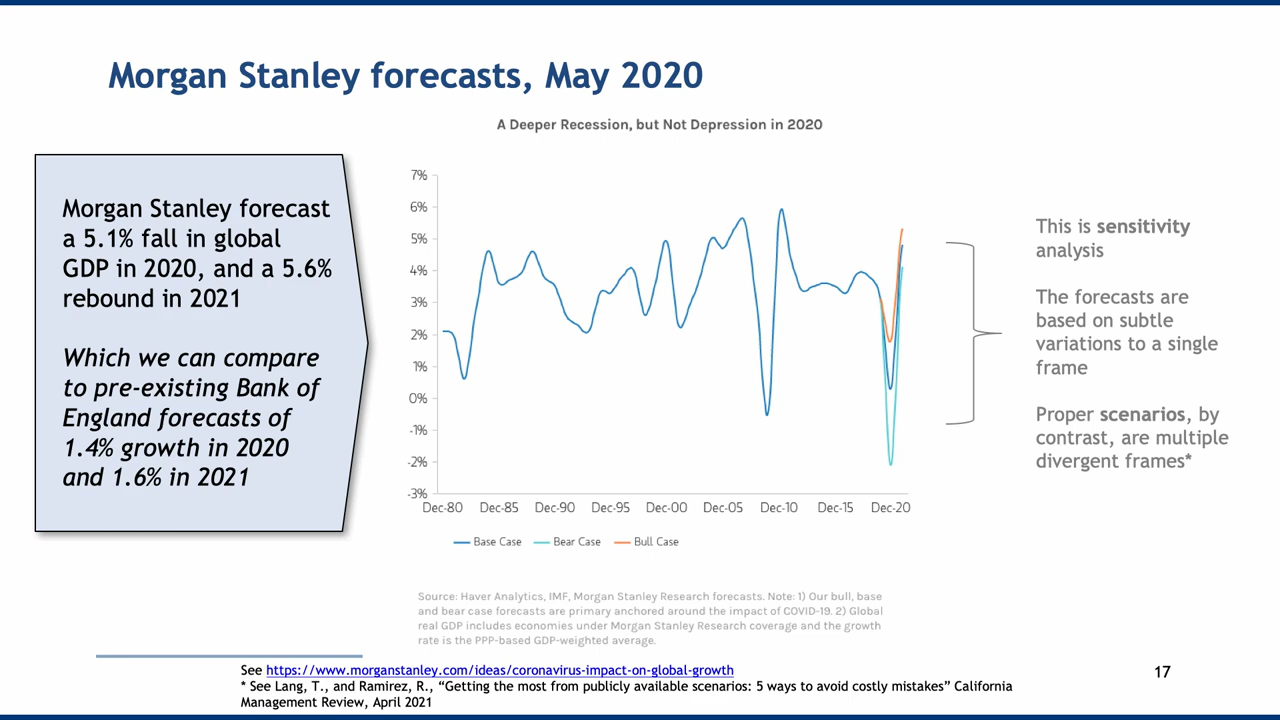 Morgan Stanley forecasts, May 2020
A Deeper Recession, but Not Depression in 2020
Morgan Stanley forecast
a 5.1% fall in global
GDP in 2020, and a 5.6%
rebound in 2021
Which we can compare
to pre-existing Bank of
England forecasts of
1.4% growth in 2020
and 1.6% in 2021
7%
6%
5%
4%
3%
2%
1%
0%
-1%
-2%
-3%
Dec-80 Dec-85 Dec-90 Dec-95 Dec-00 Dec-05 Dec-10 Dec-15 Dec-20
Base Case Bear Case Bull Case
This is sensitivity
analysis
The forecasts are
based on subtle
variations to a single
frame
Proper scenarios, by
contrast, are multiple
divergent frames*
Source: Haver Analytics, IMF, Morgan Stanley Research forecasts. Note: 1) Our bull, base
and bear case forecasts are primary anchored around the impact of COVID-19. 2) Global
real GDP includes economies under Morgan Stanley Research coverage and the growth
rate is the PPP-based GDP-weighted average.
See https://www.morganstanley.com/ideas/coronavirus-impact-on-global-growth
* See Lang, T., and Ramirez, R., “Getting the most from publicly available scenarios: 5 ways to avoid costly mistakes” California
Management Review, April 2021
17